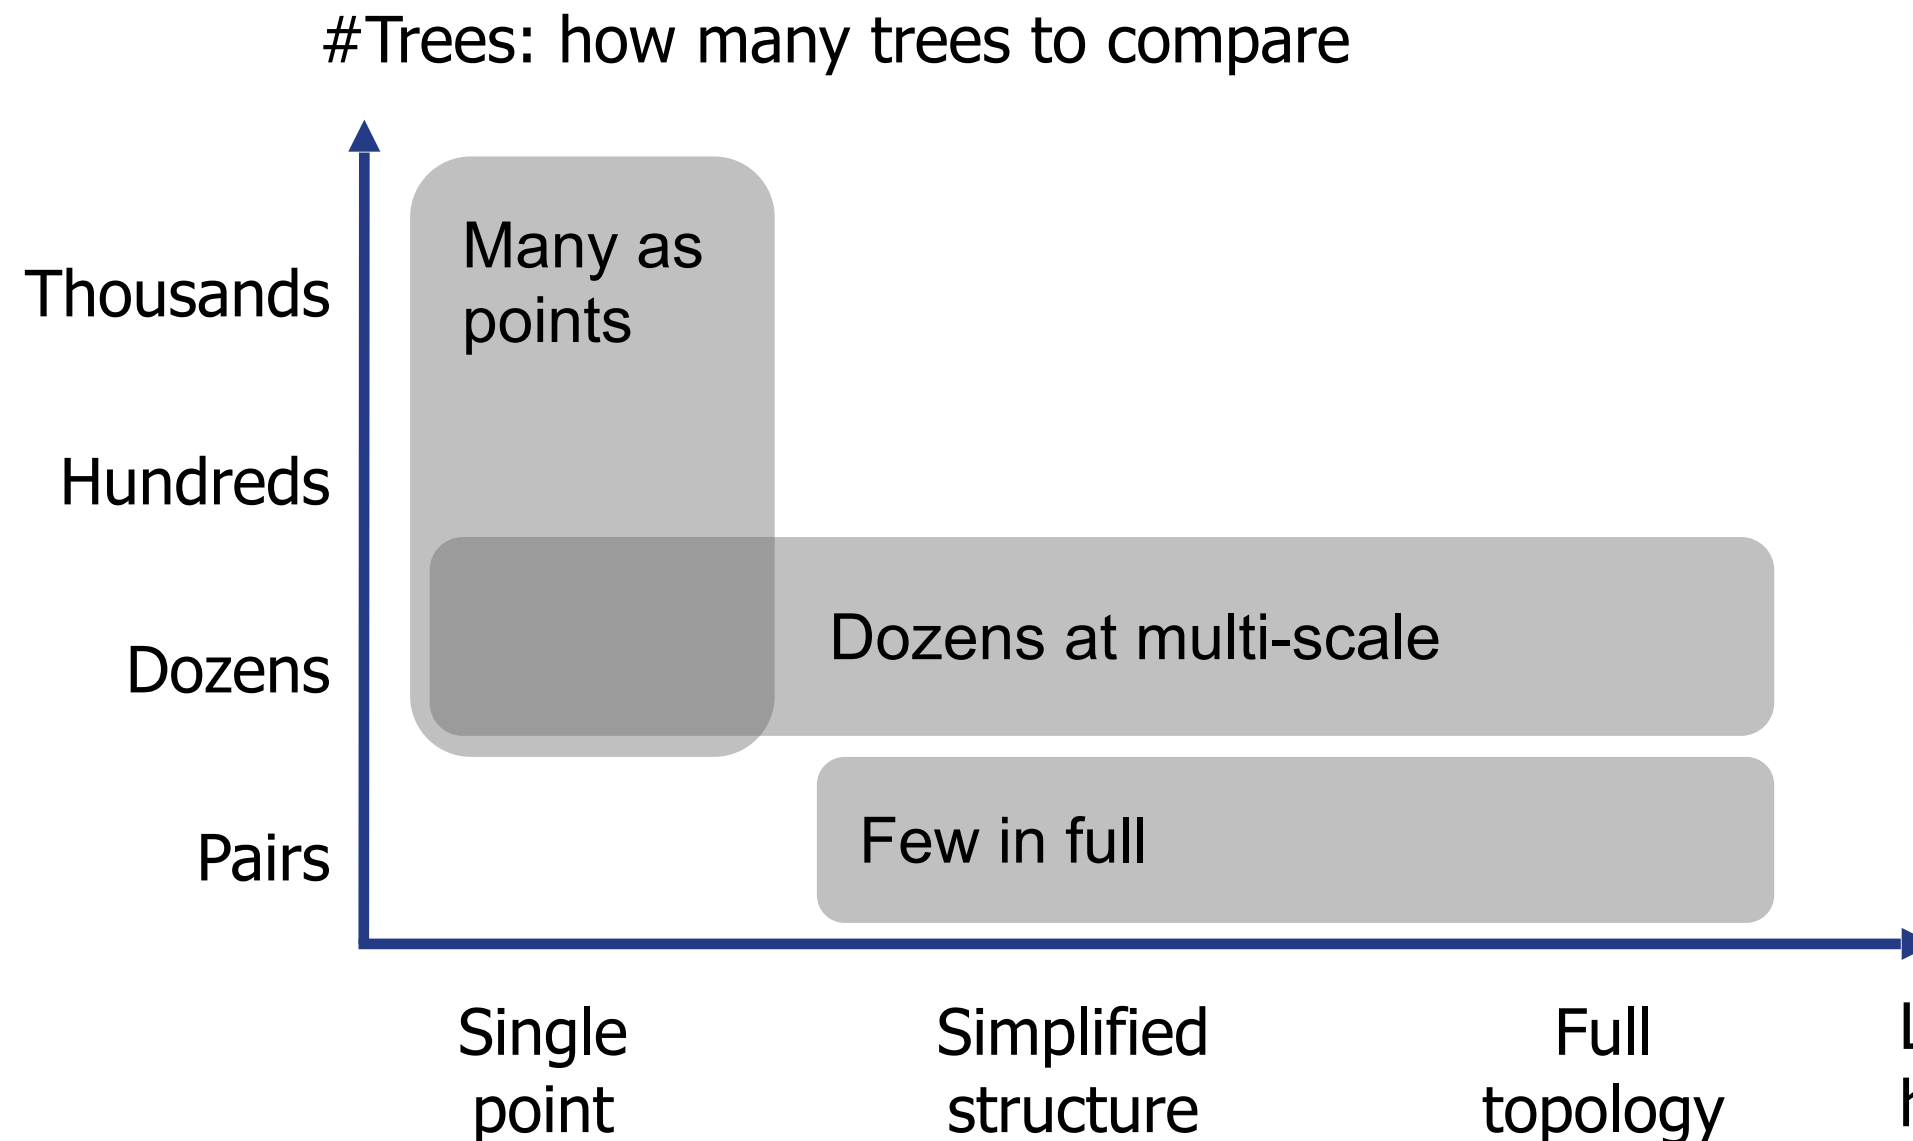 #Trees: how many trees to compare
Many as
points
Thousands
Hundreds
Dozens at multi-scale
Dozens
Few in full
Pairs
Single
point
Simplified
structure
Full
topology